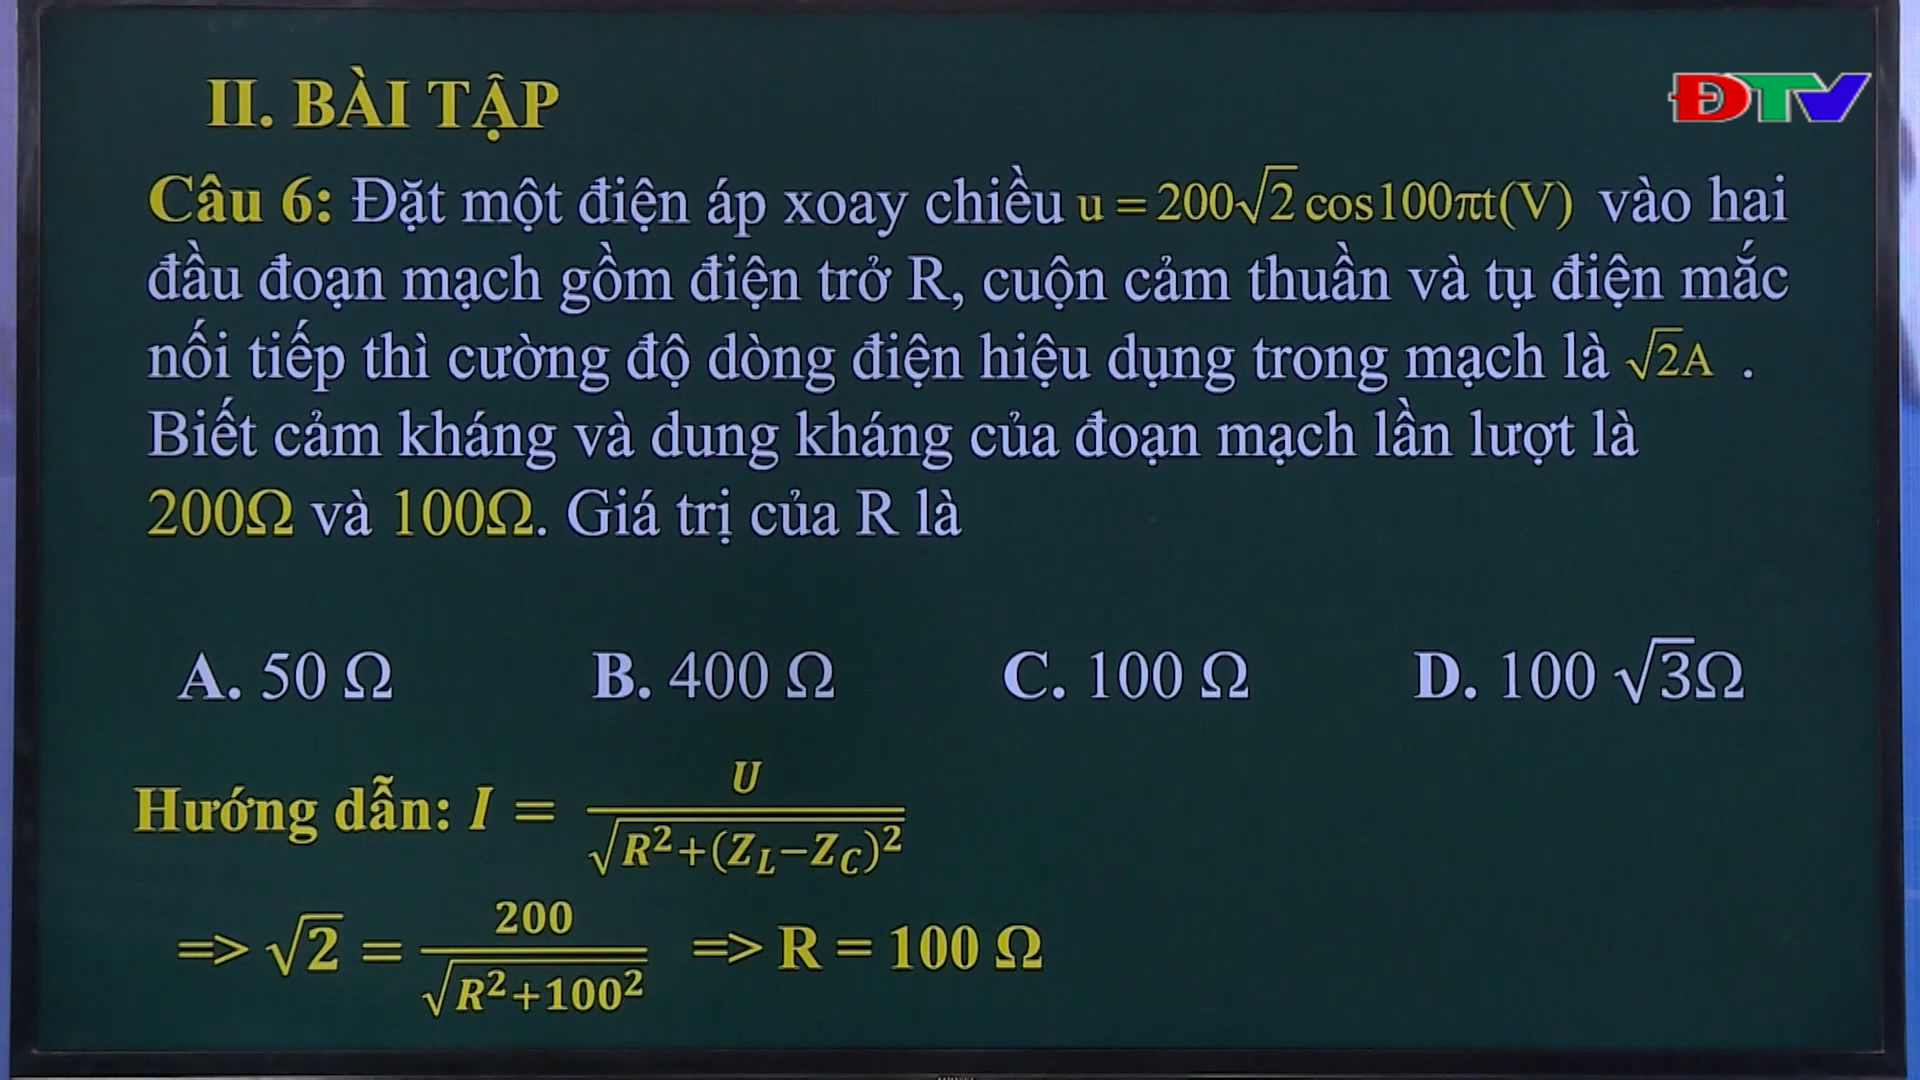 II. BÀI TẬP
ĐTV
Câu 6: Đặt một điện áp xoay chiều u = 200√2 cos100πt(V) vào hai
đầu đoạn mạch gồm điện trở R, cuộn cảm thuần và tụ điện mắc
nối tiếp thì cường độ dòng điện hiệu dụng trong mạch là √2A .
Biết cảm kháng và dung kháng của đoạn mạch lần lượt là
200Ω và 100Ω. Giá trị của R là
A. 50 Ω B. 400 Ω C. 100 Ω D. 100 √3Ω
Hướng dẫn: I = U / √(R²+(Z_L−Z_C)²)
=> √2 = 200 / √(R²+100²) => R = 100 Ω